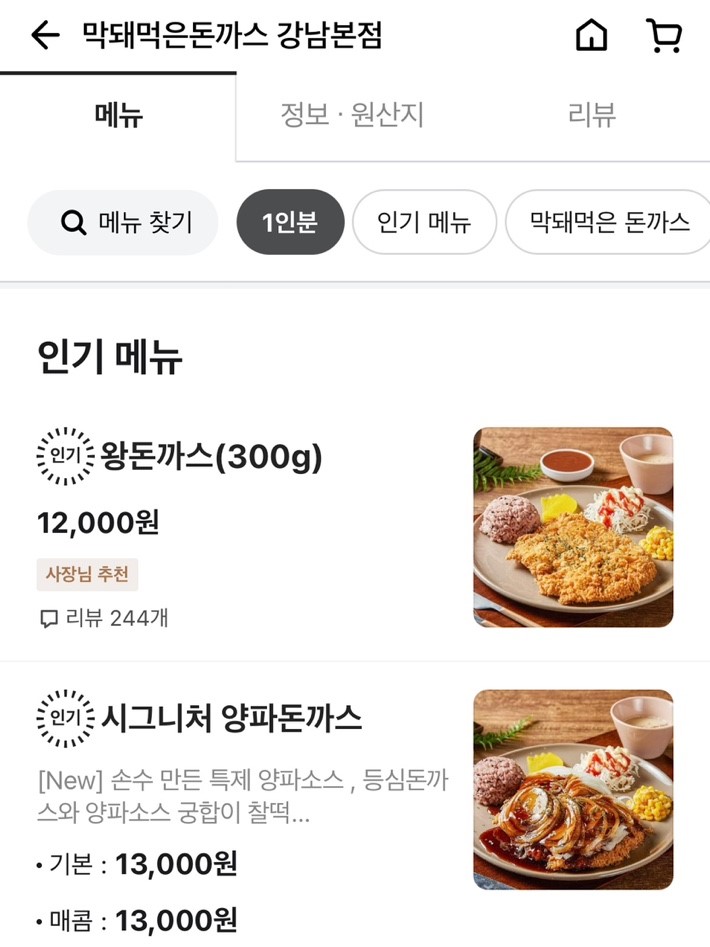 막돼먹은돈까스 강남본점
메뉴
정보 · 원산지
리뷰
메뉴 찾기
1인분
인기 메뉴
막돼먹은 돈까스
인기 메뉴
인기 왕돈까스(300g)
12,000원
사장님 추천
리뷰 244개
인기 시그니처 양파돈까스
[New] 손수 만든 특제 양파소스 , 등심돈까
스와 양파소스 궁합이 찰떡...
• 기본 : 13,000원
• 매콤 : 13,000원